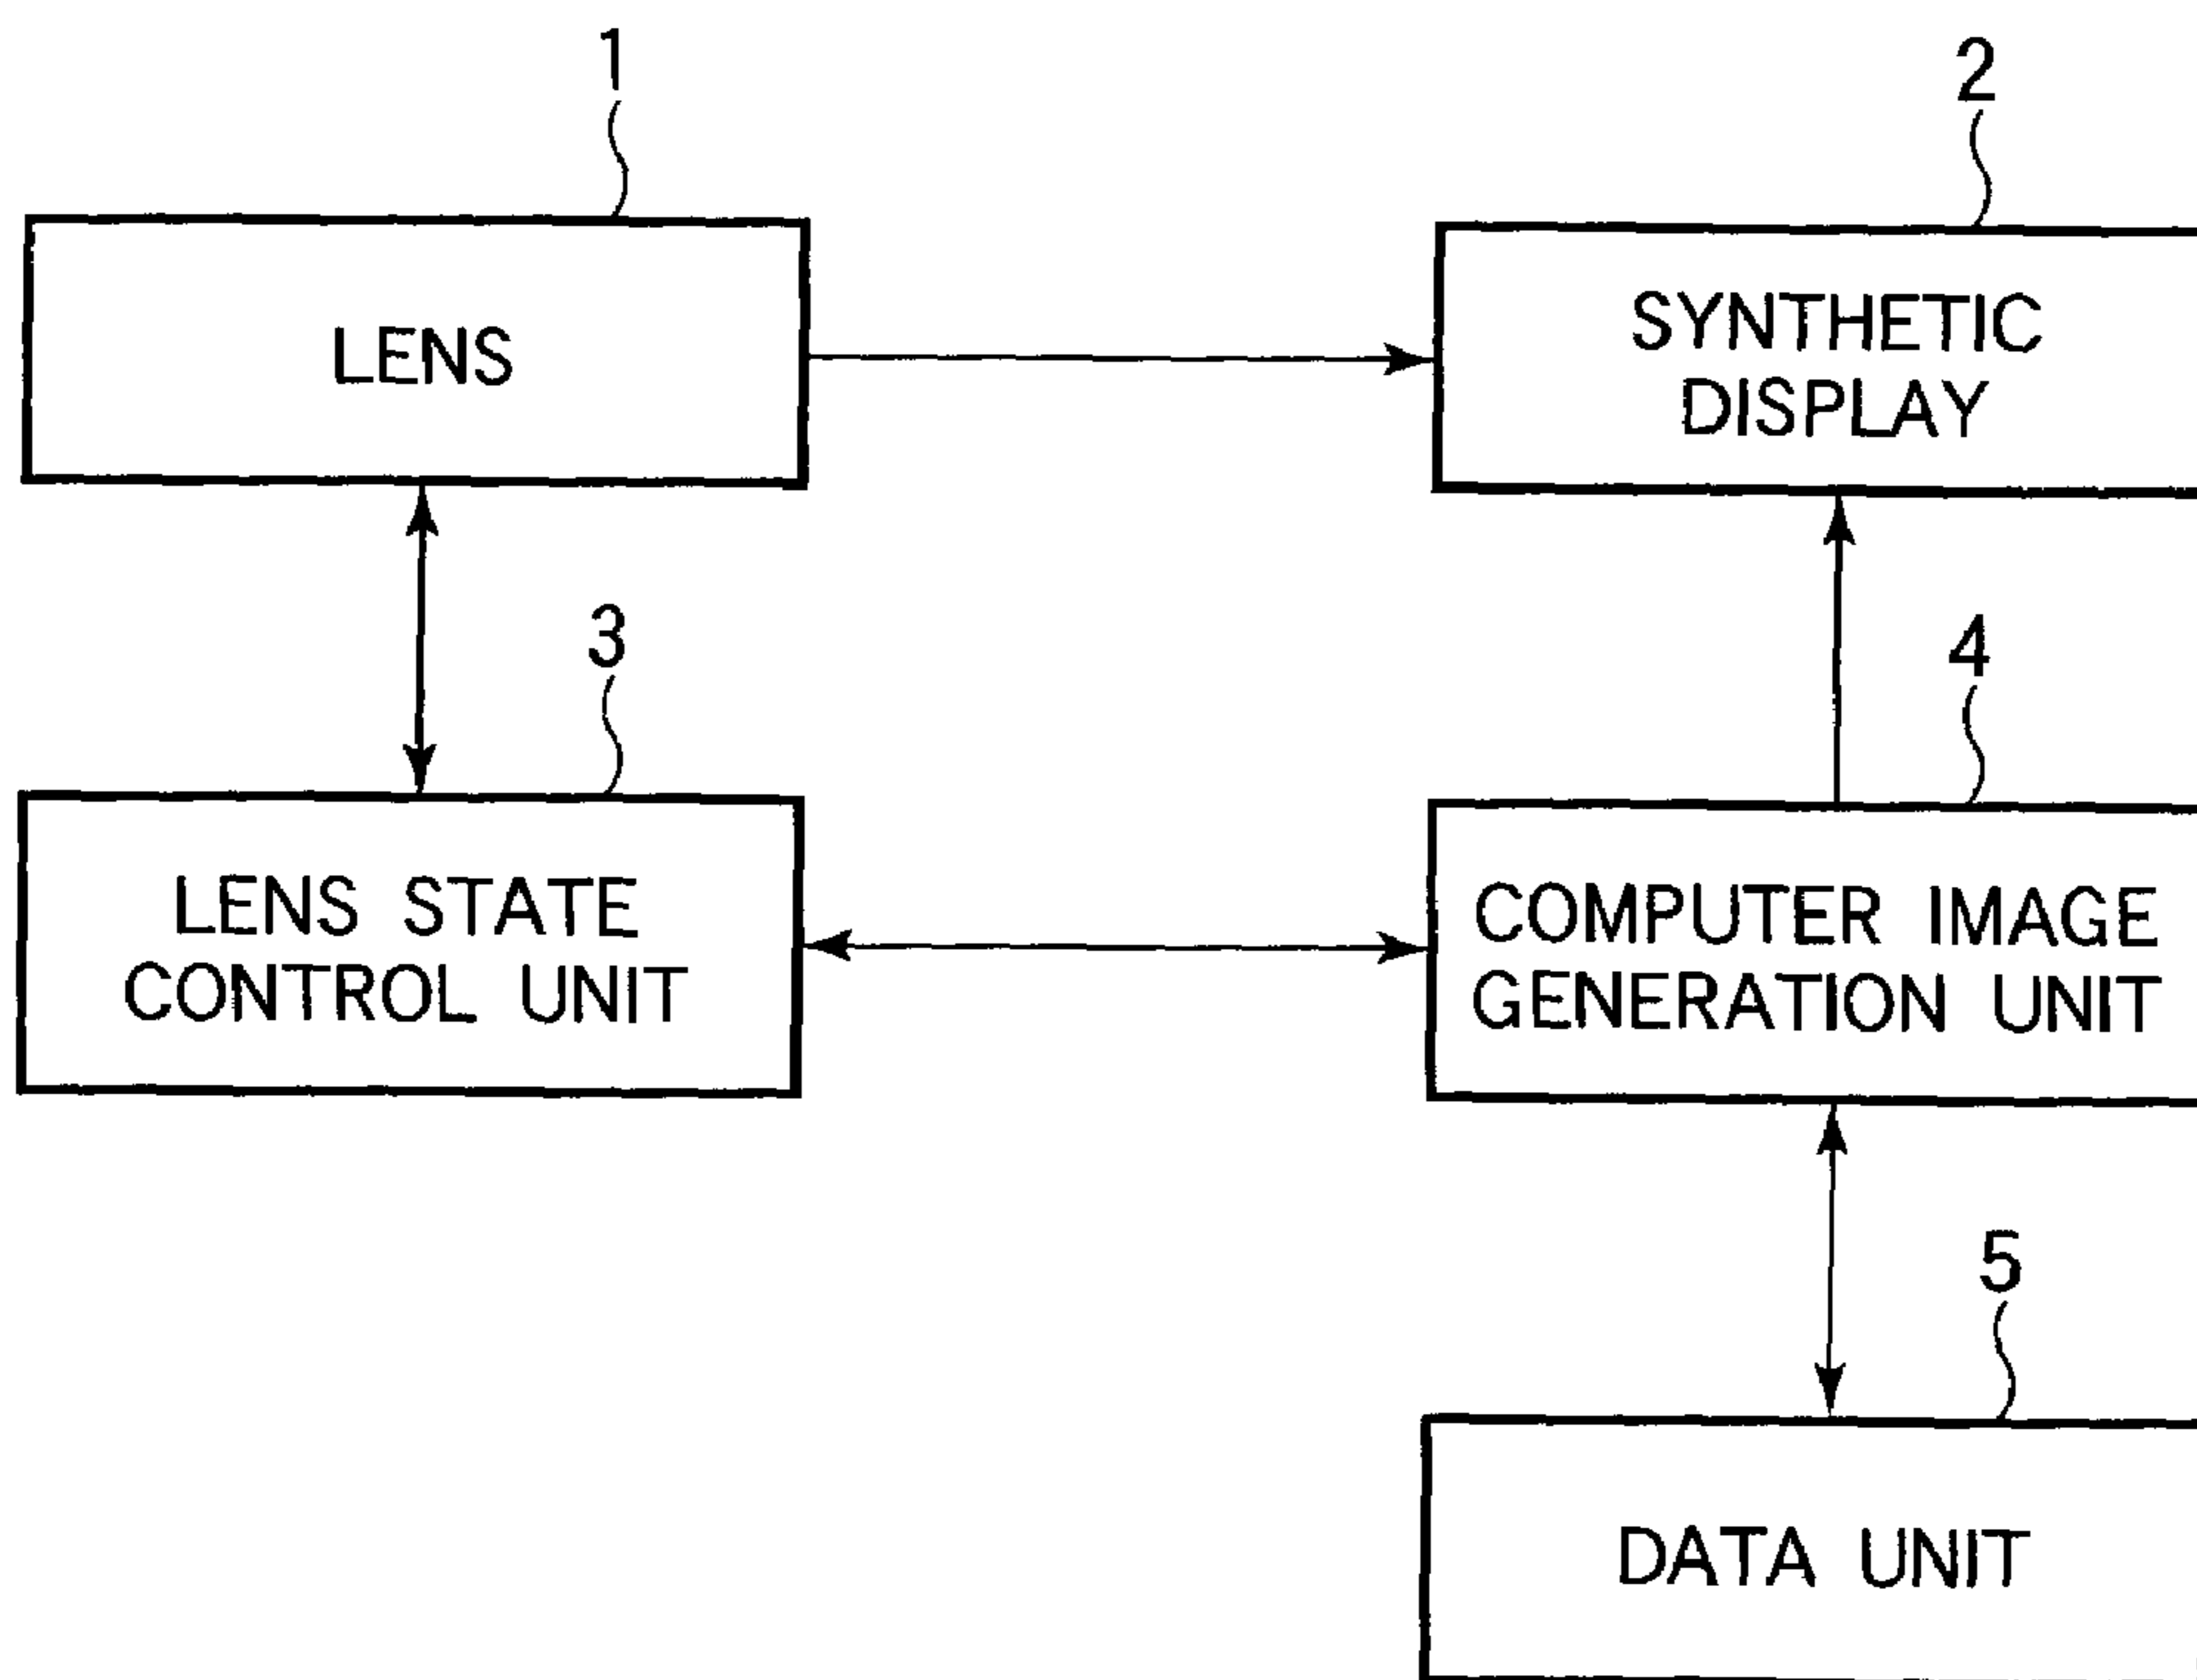 1
2
LENS
SYNTHETIC
DISPLAY
3
4
LENS STATE
CONTROL UNIT
COMPUTER IMAGE
GENERATION UNIT
5
DATA UNIT